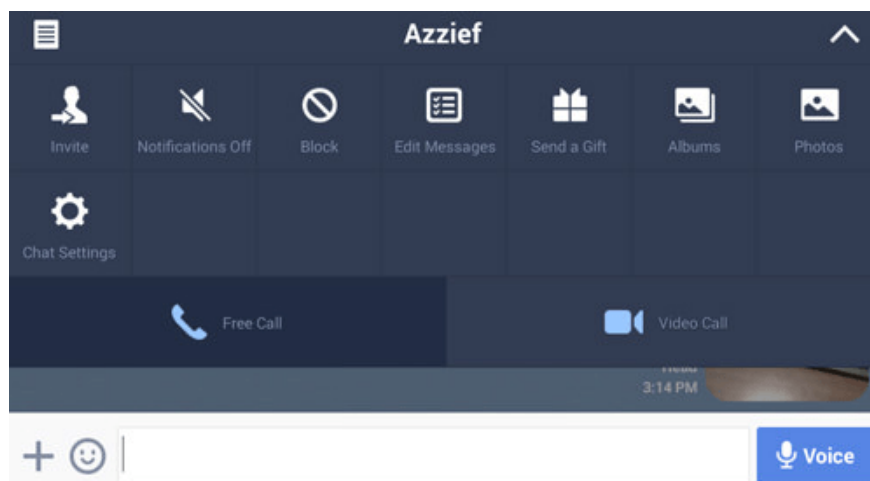 Azzief
Invite Notifications Off Block Edit Messages Send a Gift Albums Photos
Chat Settings
Free Call Video Call
Read
3:14 PM
Voice